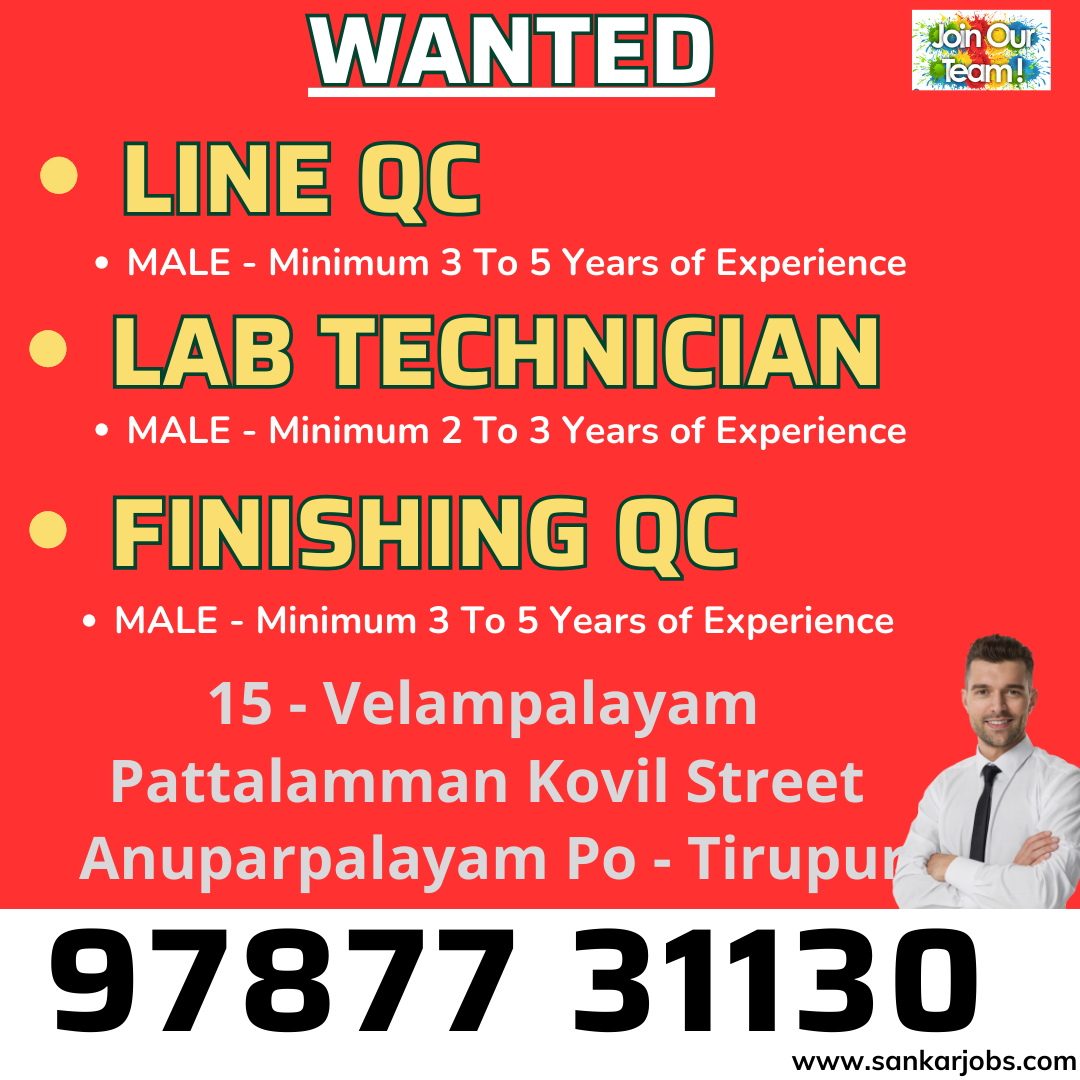 WANTED
Join Our
Team!
LINE QC
MALE - Minimum 3 To 5 Years of Experience
LAB TECHNICIAN
MALE - Minimum 2 To 3 Years of Experience
FINISHING QC
MALE - Minimum 3 To 5 Years of Experience
15 - Velampalayam
Pattalamman Kovil Street
Anuparpalayam Po - Tirupur
97877 31130
www.sankarjobs.com